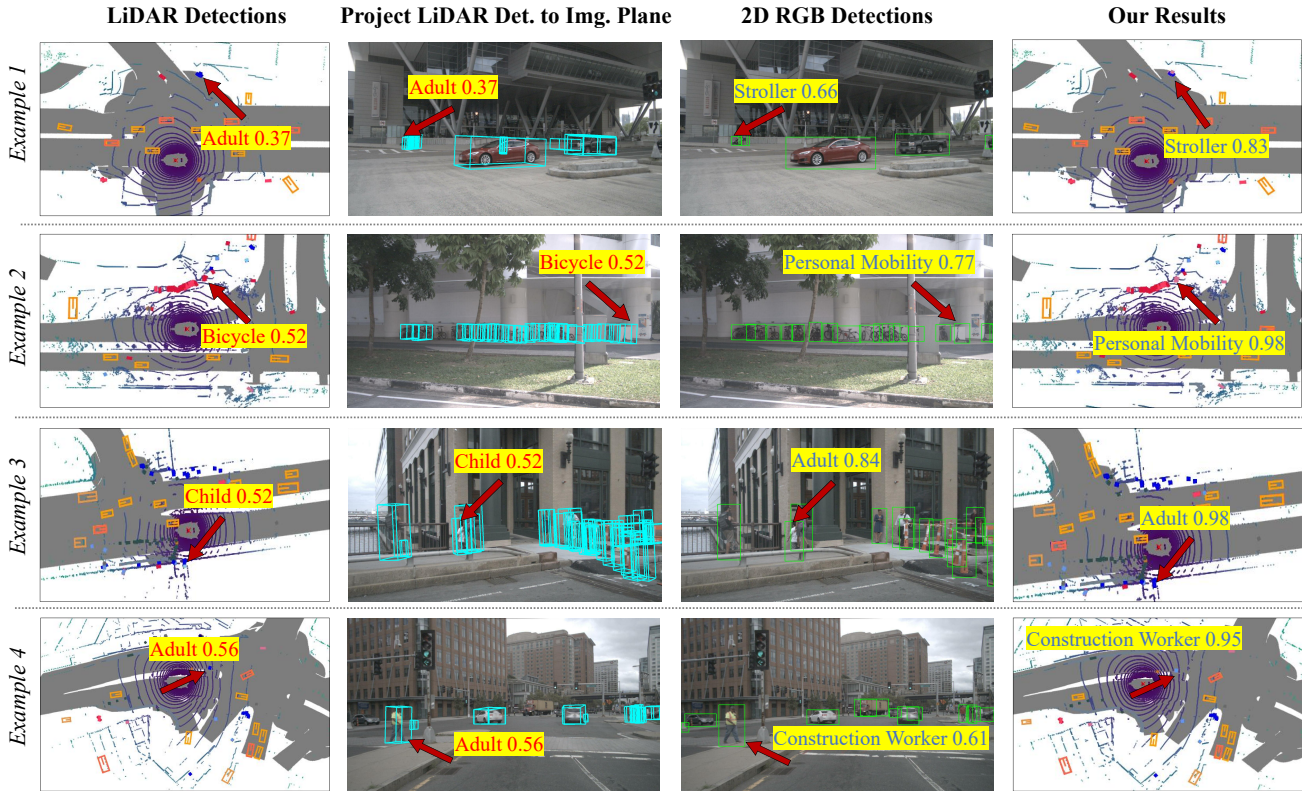 LiDAR Detections
Project LiDAR Det. to Img. Plane
2D RGB Detections
Our Results
Example 1
Adult 0.37
Adult 0.37
Stroller 0.66
Stroller 0.83
Example 2
Bicycle 0.52
Bicycle 0.52
Personal Mobility 0.77
Personal Mobility 0.98
Example 3
Child 0.52
Child 0.52
Adult 0.84
Adult 0.98
Example 4
Adult 0.56
Adult 0.56
Construction Worker 0.61
Construction Worker 0.95